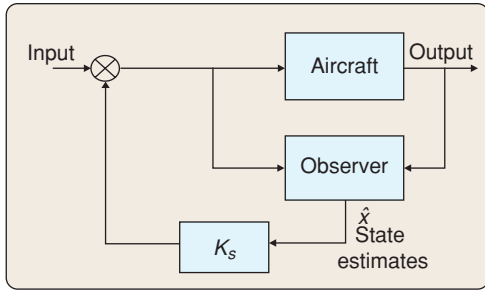 Input
Aircraft
Output
Observer
x̂
State
estimates
Kₛ